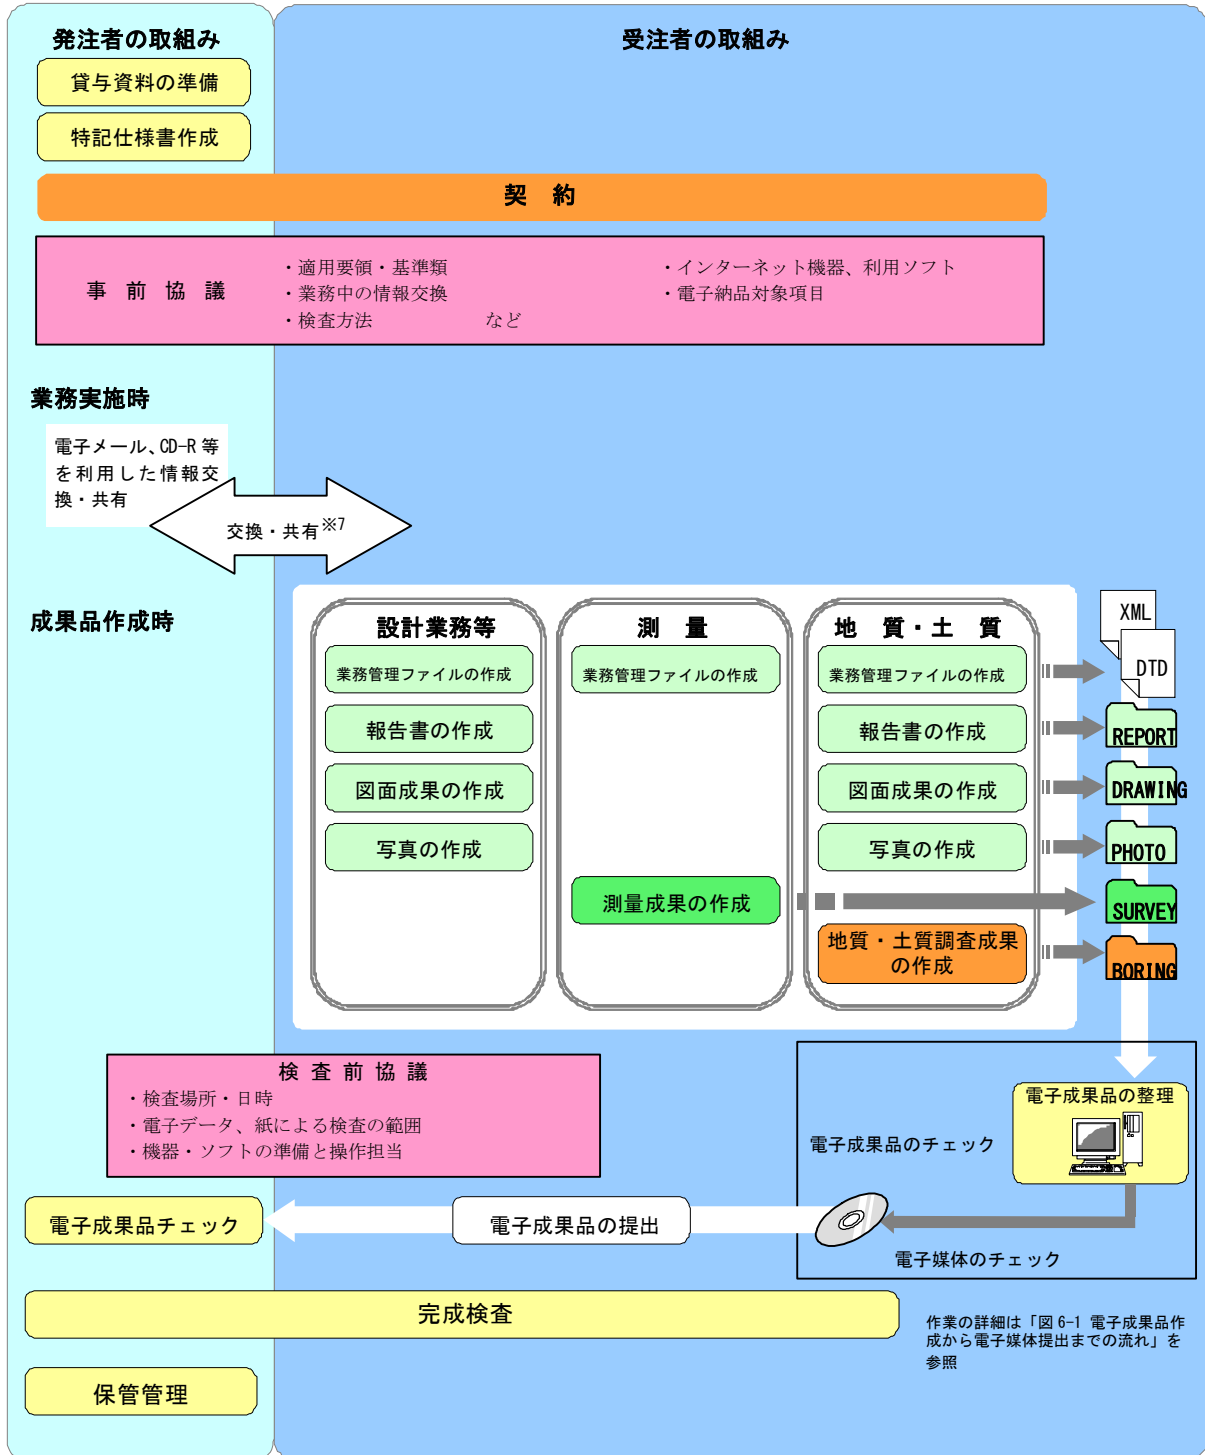 発注者の取組み
受注者の取組み
貸与資料の準備
特記仕様書作成
契　約
事　前　協　議
・適用要領・基準類
・業務中の情報交換
・検査方法　　　　　　など
・インターネット機器、利用ソフト
・電子納品対象項目
業務実施時
電子メール、CD-R 等
を利用した情報交
換・共有
交換・共有※7
成果品作成時
設計業務等
業務管理ファイルの作成
報告書の作成
図面成果の作成
写真の作成
測　量
業務管理ファイルの作成
測量成果の作成
地　質・土　質
業務管理ファイルの作成
報告書の作成
図面成果の作成
写真の作成
地質・土質調査成果
の作成
XML
DTD
REPORT
DRAWING
PHOTO
SURVEY
BORING
検 査 前 協 議
・検査場所・日時
・電子データ、紙による検査の範囲
・機器・ソフトの準備と操作担当
電子成果品の整理
電子成果品のチェック
電子成果品チェック
電子成果品の提出
電子媒体のチェック
完成検査
作業の詳細は「図 6-1 電子成果品作
成から電子媒体提出までの流れ」を
参照
保管管理